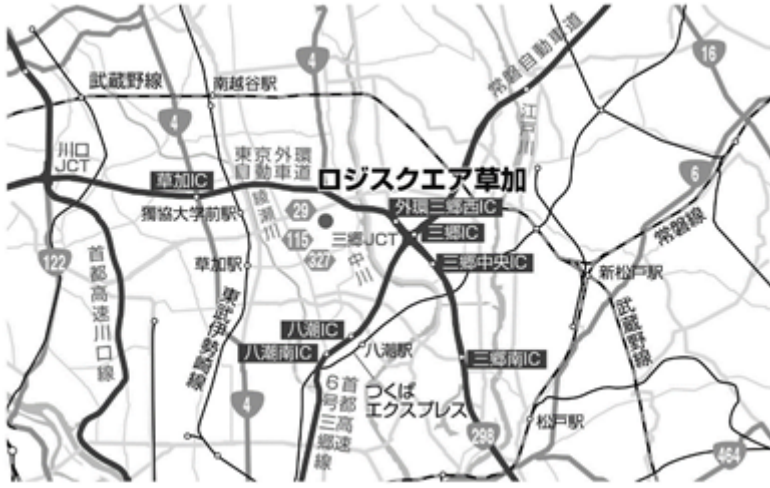 4
16
常磐自動車道
武蔵野線
南越谷駅
江戸川
4
川口
JCT
東京外環
自動車道
草加IC
ロジスクエア草加
6
獨協大学前駅
綾瀬川
29
外環三郷西IC
115
三郷JCT
三郷IC
常磐線
327
中川
122
草加駅
三郷中央IC
新松戸駅
首都高速川口線
東武伊勢崎線
八潮IC
八潮南IC
八潮駅
三郷南IC
武蔵野線
つくば
エクスプレス
首都高速
6号三郷線
4
松戸駅
298
464